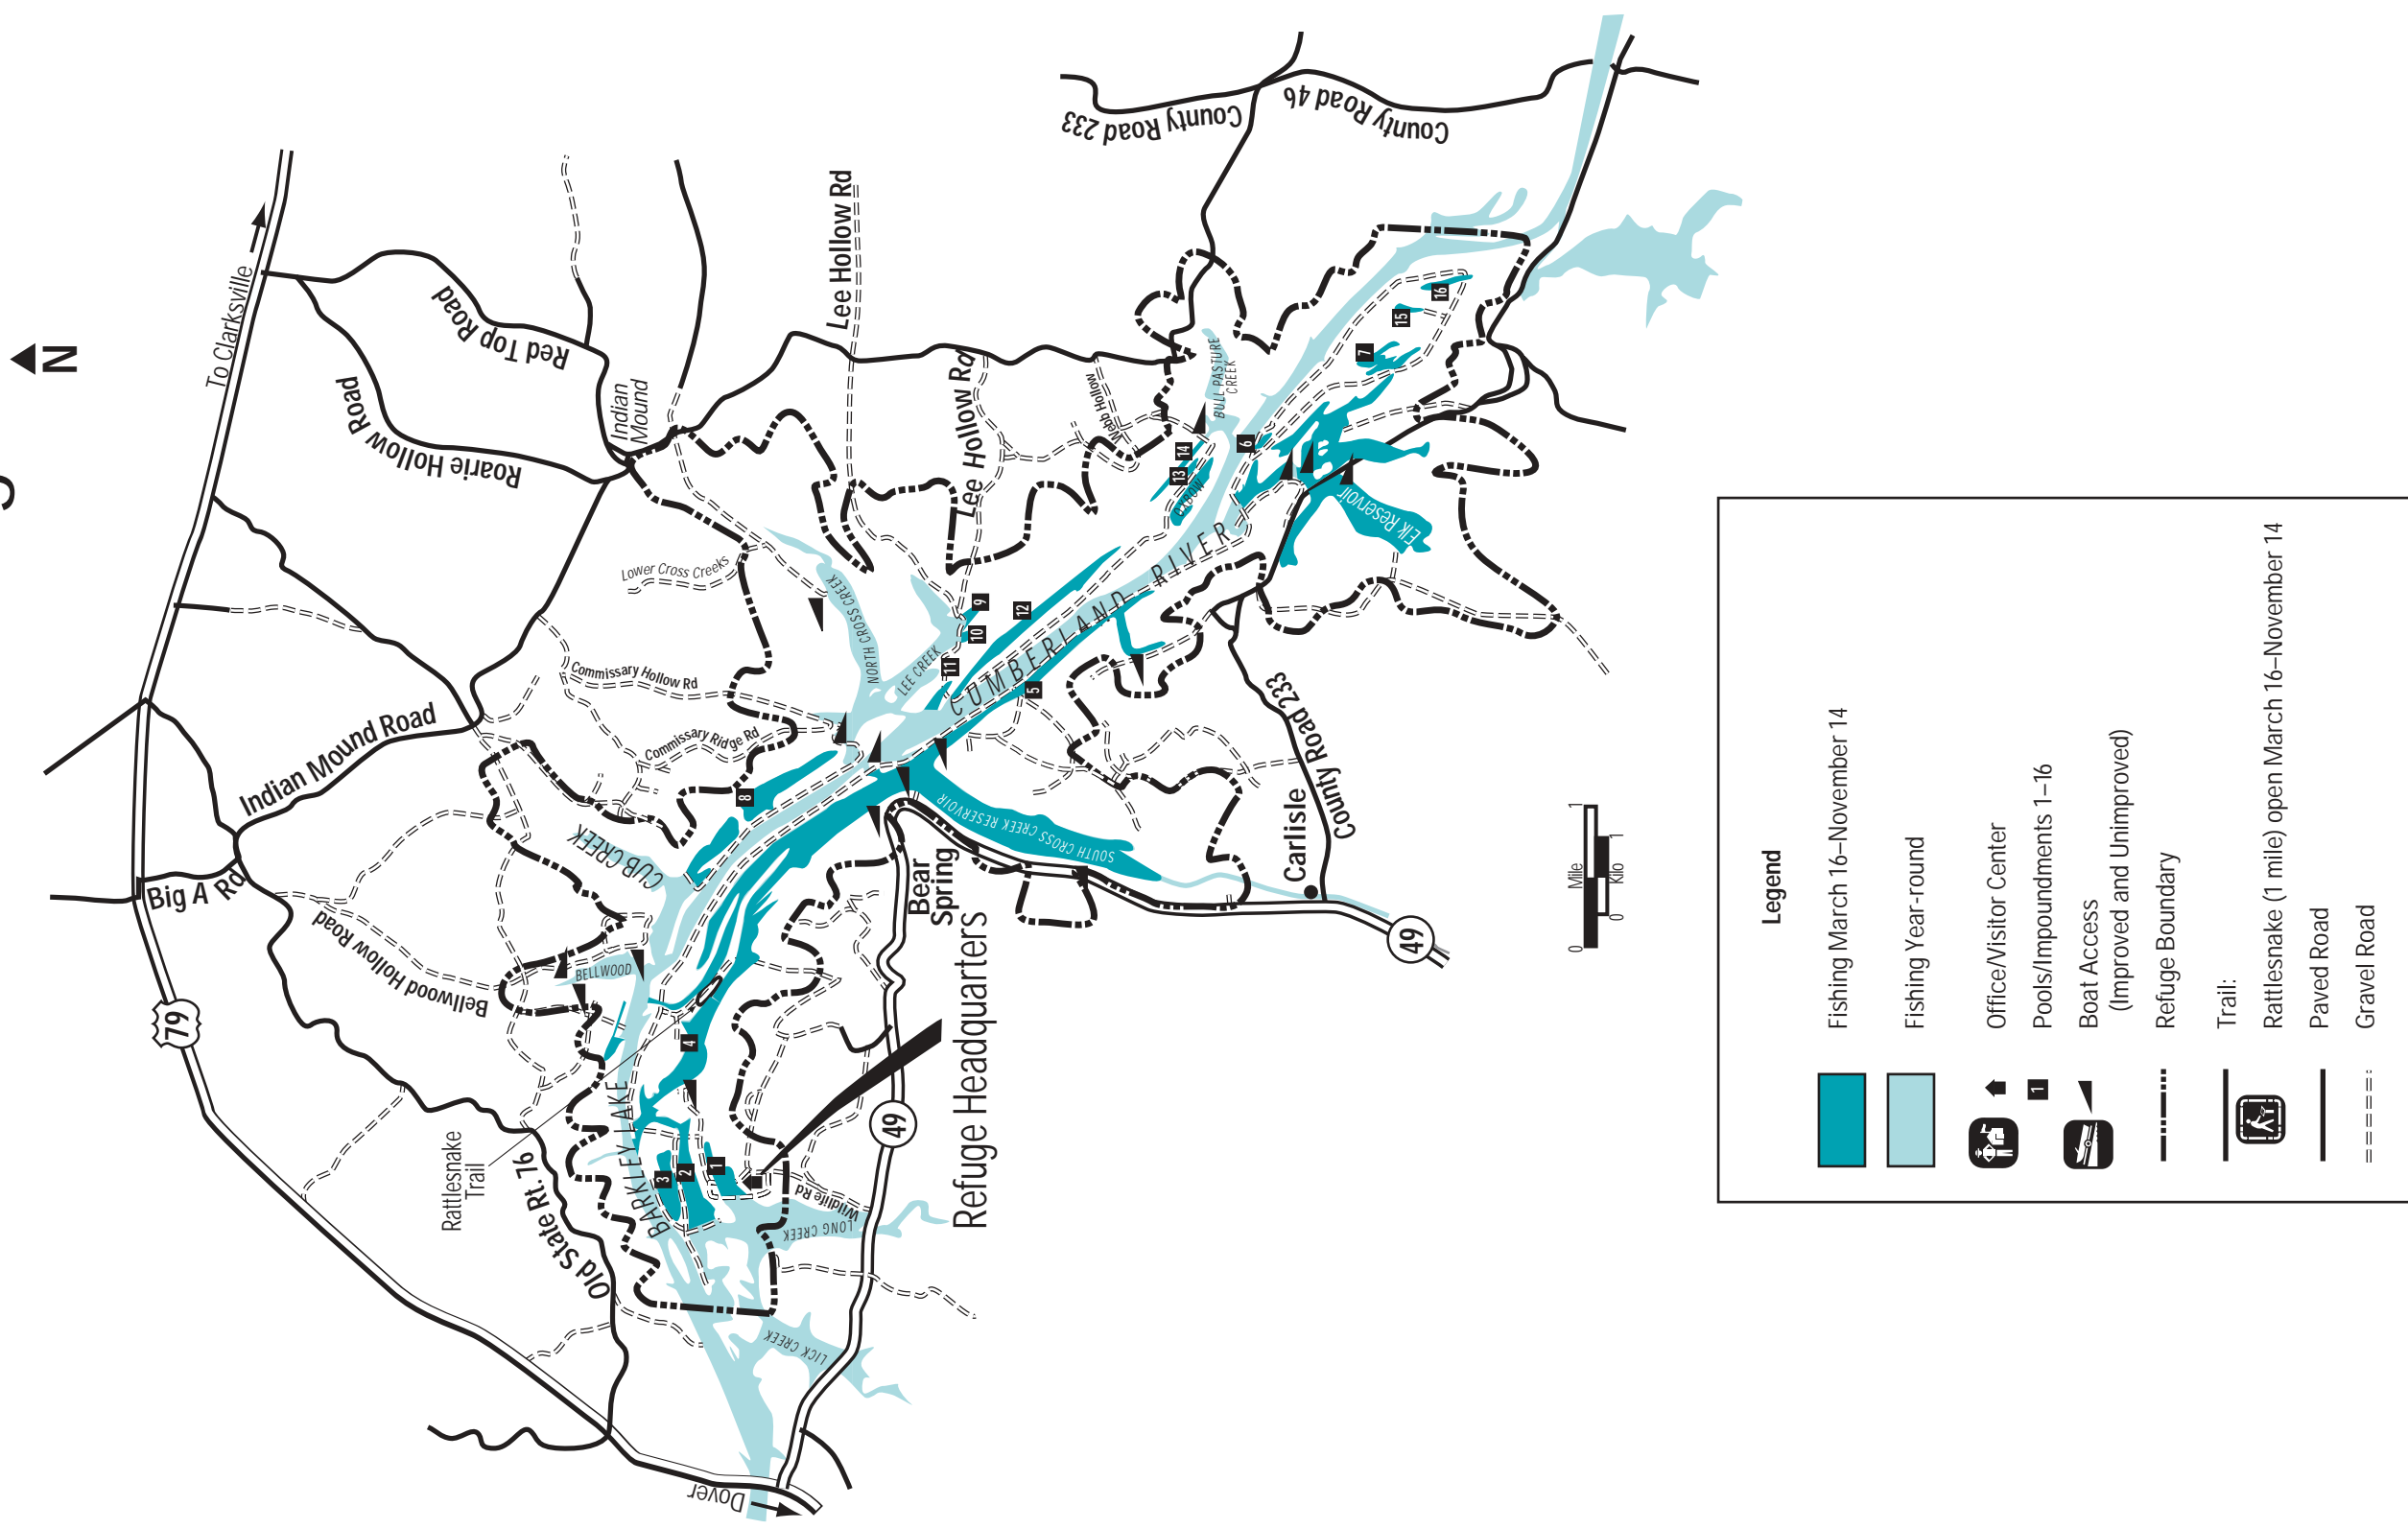 N
To Clarksville
Red Top Road
Roarie Hollow Road
Indian
Mound
Lee Hollow Rd
County Road 233
County Road 46
Lee Hollow Rd
Webb Hollow
BULL PASTURE
CREEK
16
15
7
6
14
13
OXBOW
Elk Reservoir
Lower Cross Creeks
NORTH CROSS CREEK
LEE CREEK
9
10
11
12
CUMBERLAND RIVER
5
Commissary Hollow Rd
Commissary Ridge Rd
Indian Mound Road
8
CUB CREEK
SOUTH CROSS CREEK RESERVOIR
County Road 233
Carlisle
Big A Rd
Bear
Spring
Bellwood Hollow Road
BELLWOOD
79
49
4
Refuge Headquarters
49
Rattlesnake
Trail
Old State Rt. 76
BARKLEY LAKE
3
2
1
Wildlife Rd
LONG CREEK
LICK CREEK
Dover
0 Mile 1
0 Kilo 1
Legend
Fishing March 16–November 14
Fishing Year-round
Office/Visitor Center
1 Pools/Impoundments 1–16
Boat Access
(Improved and Unimproved)
Refuge Boundary
Trail:
Rattlesnake (1 mile) open March 16–November 14
Paved Road
Gravel Road